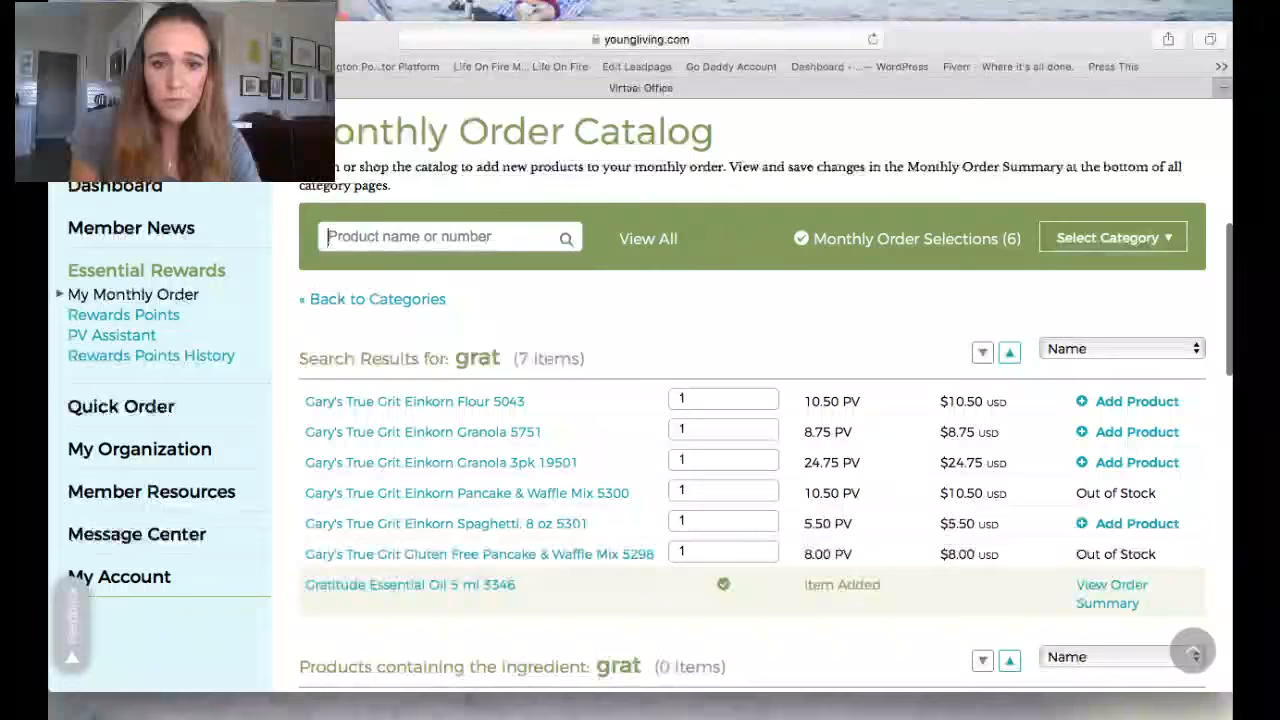 youngliving.com
gton Po...tor Platform Life On Fire M... Life On Fire Edit Leadpage Go Daddy Account Dashboard - ... — WordPress Fiverr - Where it's all done. Press This
Virtual Office
onthly Order Catalog
or shop the catalog to add new products to your monthly order. View and save changes in the Monthly Order Summary at the bottom of all
category pages.
Dashboard
Member News
Essential Rewards
My Monthly Order
Rewards Points
PV Assistant
Rewards Points History
Quick Order
My Organization
Member Resources
Message Center
My Account
Product name or number
View All
Monthly Order Selections (6)
Select Category
« Back to Categories
Search Results for: grat (7 items)
Name
Gary's True Grit Einkorn Flour 5043 1 10.50 PV $10.50 USD Add Product
Gary's True Grit Einkorn Granola 5751 1 8.75 PV $8.75 USD Add Product
Gary's True Grit Einkorn Granola 3pk 19501 1 24.75 PV $24.75 USD Add Product
Gary's True Grit Einkorn Pancake & Waffle Mix 5300 1 10.50 PV $10.50 USD Out of Stock
Gary's True Grit Einkorn Spaghetti, 8 oz 5301 1 5.50 PV $5.50 USD Add Product
Gary's True Grit Gluten Free Pancake & Waffle Mix 5298 1 8.00 PV $8.00 USD Out of Stock
Gratitude Essential Oil 5 ml 3346 Item Added View Order
Summary
Products containing the ingredient: grat (0 items)
Name